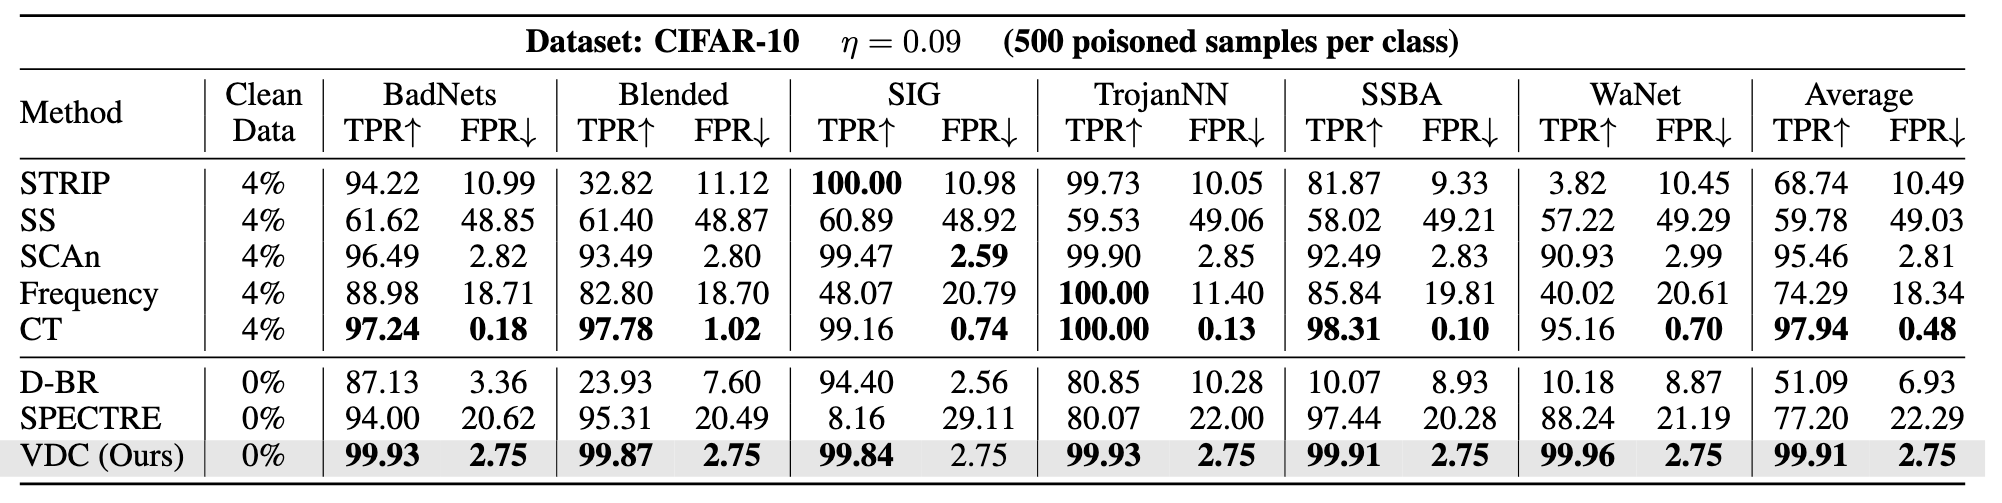 Dataset: CIFAR-10 η = 0.09 (500 poisoned samples per class)
Method Clean Data BadNets Blended SIG TrojanNN SSBA WaNet Average
TPR↑ FPR↓ TPR↑ FPR↓ TPR↑ FPR↓ TPR↑ FPR↓ TPR↑ FPR↓ TPR↑ FPR↓ TPR↑ FPR↓
STRIP 4% 94.22 10.99 32.82 11.12 100.00 10.98 99.73 10.05 81.87 9.33 3.82 10.45 68.74 10.49
SS 4% 61.62 48.85 61.40 48.87 60.89 48.92 59.53 49.06 58.02 49.21 57.22 49.29 59.78 49.03
SCAn 4% 96.49 2.82 93.49 2.80 99.47 2.59 99.90 2.85 92.49 2.83 90.93 2.99 95.46 2.81
Frequency 4% 88.98 18.71 82.80 18.70 48.07 20.79 100.00 11.40 85.84 19.81 40.02 20.61 74.29 18.34
CT 4% 97.24 0.18 97.78 1.02 99.16 0.74 100.00 0.13 98.31 0.10 95.16 0.70 97.94 0.48
D-BR 0% 87.13 3.36 23.93 7.60 94.40 2.56 80.85 10.28 10.07 8.93 10.18 8.87 51.09 6.93
SPECTRE 0% 94.00 20.62 95.31 20.49 8.16 29.11 80.07 22.00 97.44 20.28 88.24 21.19 77.20 22.29
VDC (Ours) 0% 99.93 2.75 99.87 2.75 99.84 2.75 99.93 2.75 99.91 2.75 99.96 2.75 99.91 2.75